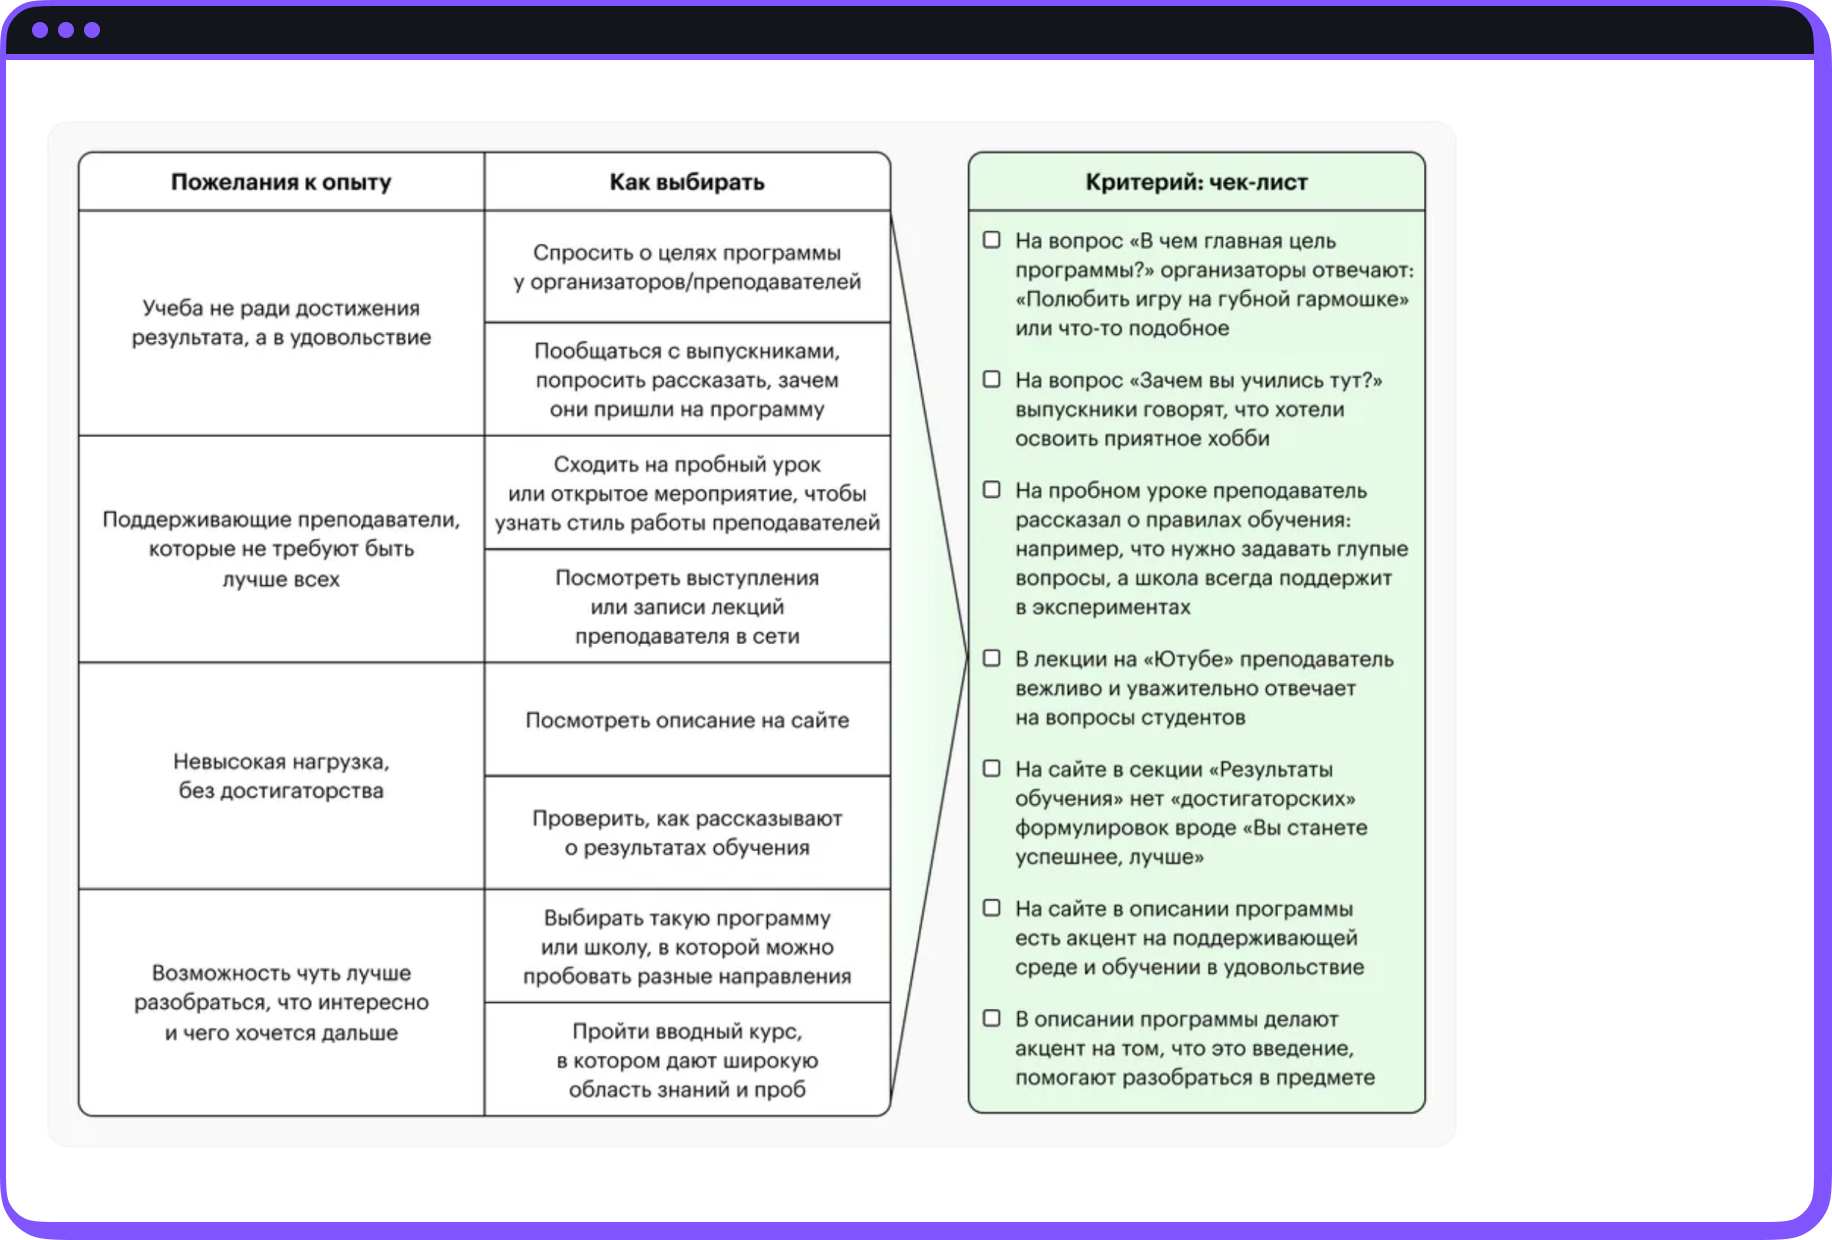 Пожелания к опыту
Как выбирать
Учеба не ради достижения
результата, а в удовольствие
Спросить о целях программы
у организаторов/преподавателей
Пообщаться с выпускниками,
попросить рассказать, зачем
они пришли на программу
Поддерживающие преподаватели,
которые не требуют быть
лучше всех
Сходить на пробный урок
или открытое мероприятие, чтобы
узнать стиль работы преподавателей
Посмотреть выступления
или записи лекций
преподавателя в сети
Невысокая нагрузка,
без достигаторства
Посмотреть описание на сайте
Проверить, как рассказывают
о результатах обучения
Возможность чуть лучше
разобраться, что интересно
и чего хочется дальше
Выбирать такую программу
или школу, в которой можно
пробовать разные направления
Пройти вводный курс,
в котором дают широкую
область знаний и проб
Критерий: чек-лист
На вопрос «В чем главная цель
программы?» организаторы отвечают:
«Полюбить игру на губной гармошке»
или что-то подобное
На вопрос «Зачем вы учились тут?»
выпускники говорят, что хотели
освоить приятное хобби
На пробном уроке преподаватель
рассказал о правилах обучения:
например, что нужно задавать глупые
вопросы, а школа всегда поддержит
в экспериментах
В лекции на «Ютубе» преподаватель
вежливо и уважительно отвечает
на вопросы студентов
На сайте в секции «Результаты
обучения» нет «достигаторских»
формулировок вроде «Вы станете
успешнее, лучше»
На сайте в описании программы
есть акцент на поддерживающей
среде и обучении в удовольствие
В описании программы делают
акцент на том, что это введение,
помогают разобраться в предмете